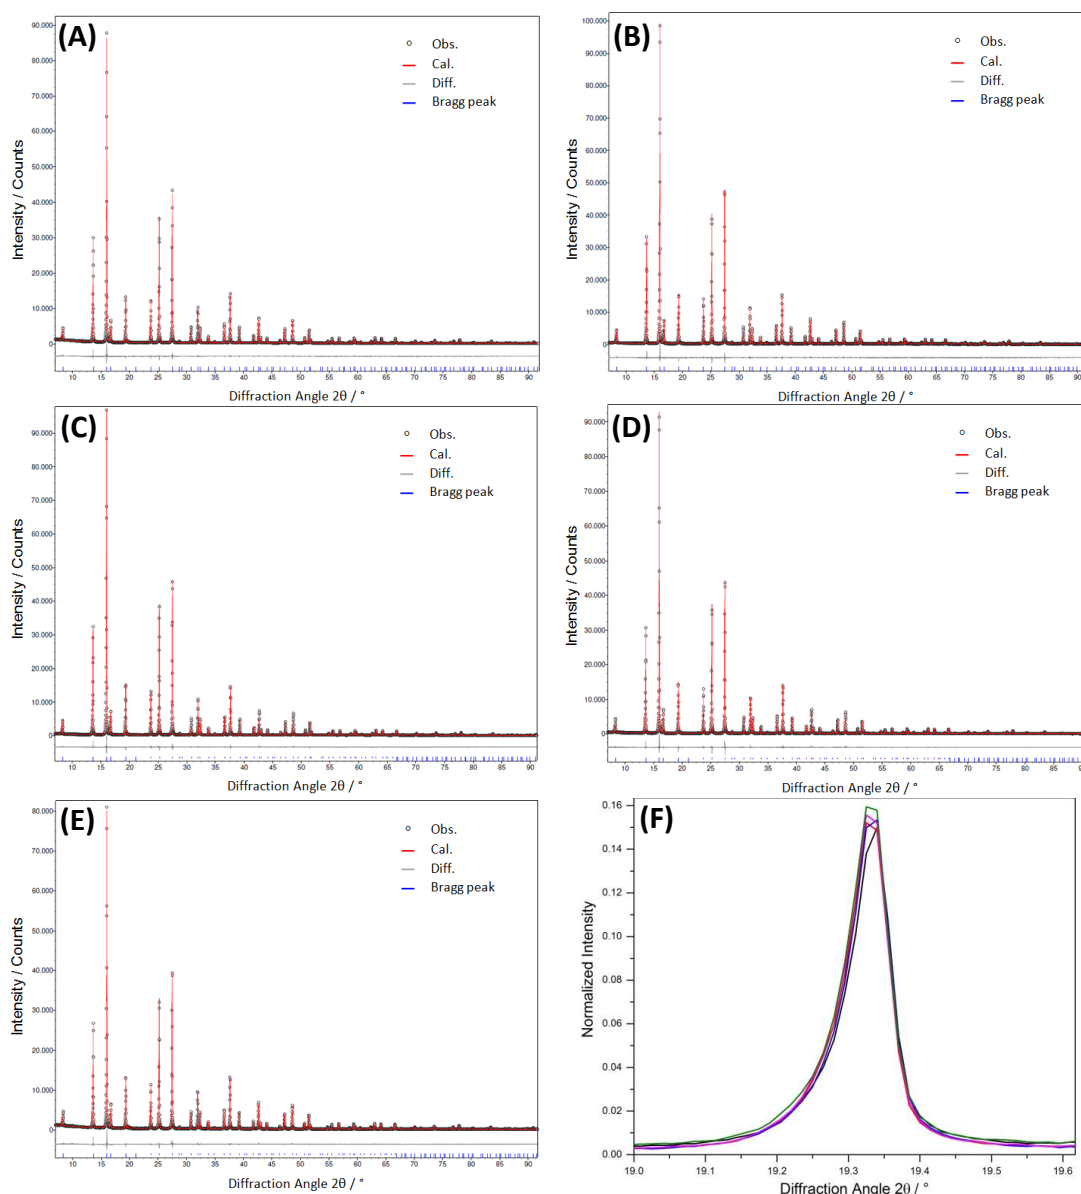 (A)
Obs.
Cal.
Diff.
Bragg peak
90.000
80.000
70.000
60.000
50.000
40.000
30.000
20.000
10.000
0
Intensity / Counts
10 15 20 25 30 35 40 45 50 55 60 65 70 75 80 85 90
Diffraction Angle 2θ / °
(B)
Obs.
Cal.
Diff.
Bragg peak
100.000
90.000
80.000
70.000
60.000
50.000
40.000
30.000
20.000
10.000
0
Intensity / Counts
10 15 20 25 30 35 40 45 50 55 60 65 70 75 80 85 90
Diffraction Angle 2θ / °
(C)
Obs.
Cal.
Diff.
Bragg peak
90.000
80.000
70.000
60.000
50.000
40.000
30.000
20.000
10.000
0
Intensity / Counts
10 15 20 25 30 35 40 45 50 55 60 65 70 75 80 85 90
Diffraction Angle 2θ / °
(D)
Obs.
Cal.
Diff.
Bragg peak
90.000
80.000
70.000
60.000
50.000
40.000
30.000
20.000
10.000
0
Intensity / Counts
10 15 20 25 30 35 40 45 50 55 60 65 70 75 80 85 90
Diffraction Angle 2θ / °
(E)
Obs.
Cal.
Diff.
Bragg peak
80.000
70.000
60.000
50.000
40.000
30.000
20.000
10.000
0
Intensity / Counts
10 15 20 25 30 35 40 45 50 55 60 65 70 75 80 85 90
Diffraction Angle 2θ / °
(F)
0.16
0.14
0.12
0.10
0.08
0.06
0.04
0.02
0.00
Normalized Intensity
19.0 19.1 19.2 19.3 19.4 19.5 19.6
Diffraction Angle 2θ / °